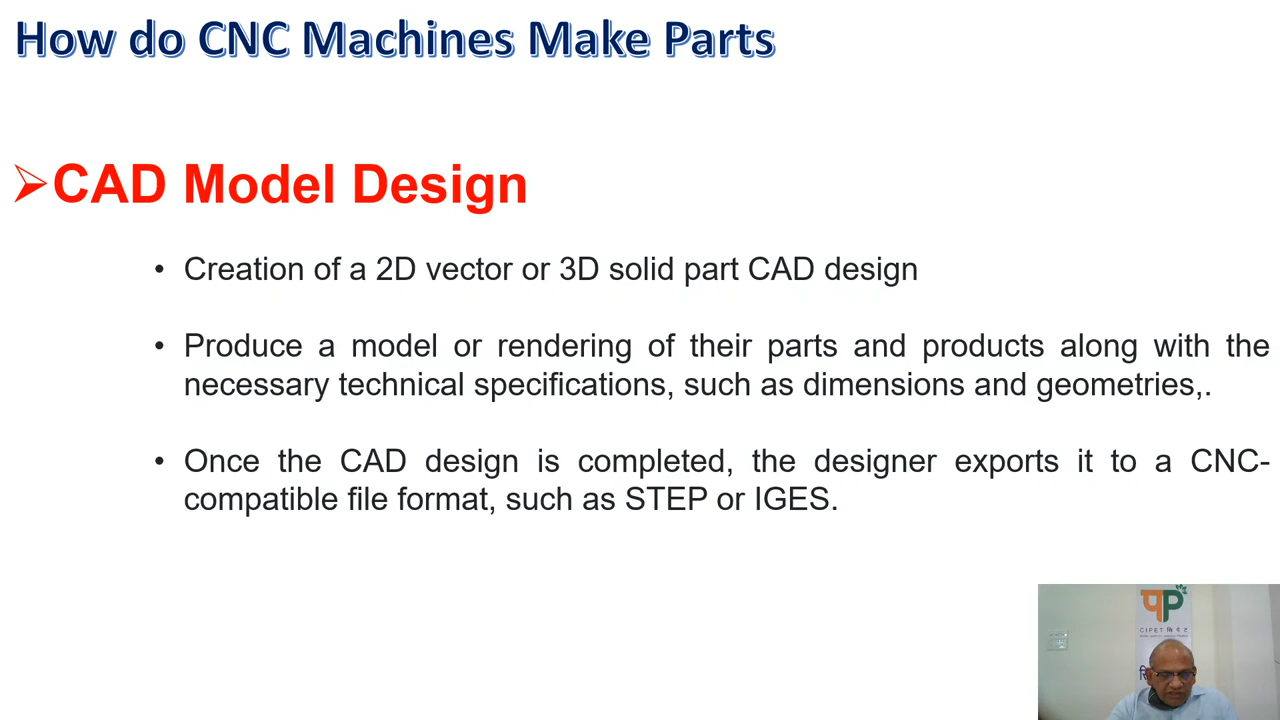 How do CNC Machines Make Parts
➢CAD Model Design
• Creation of a 2D vector or 3D solid part CAD design
• Produce a model or rendering of their parts and products along with the
necessary technical specifications, such as dimensions and geometries,.
• Once the CAD design is completed, the designer exports it to a CNC-
compatible file format, such as STEP or IGES.
CIPET सिपेट